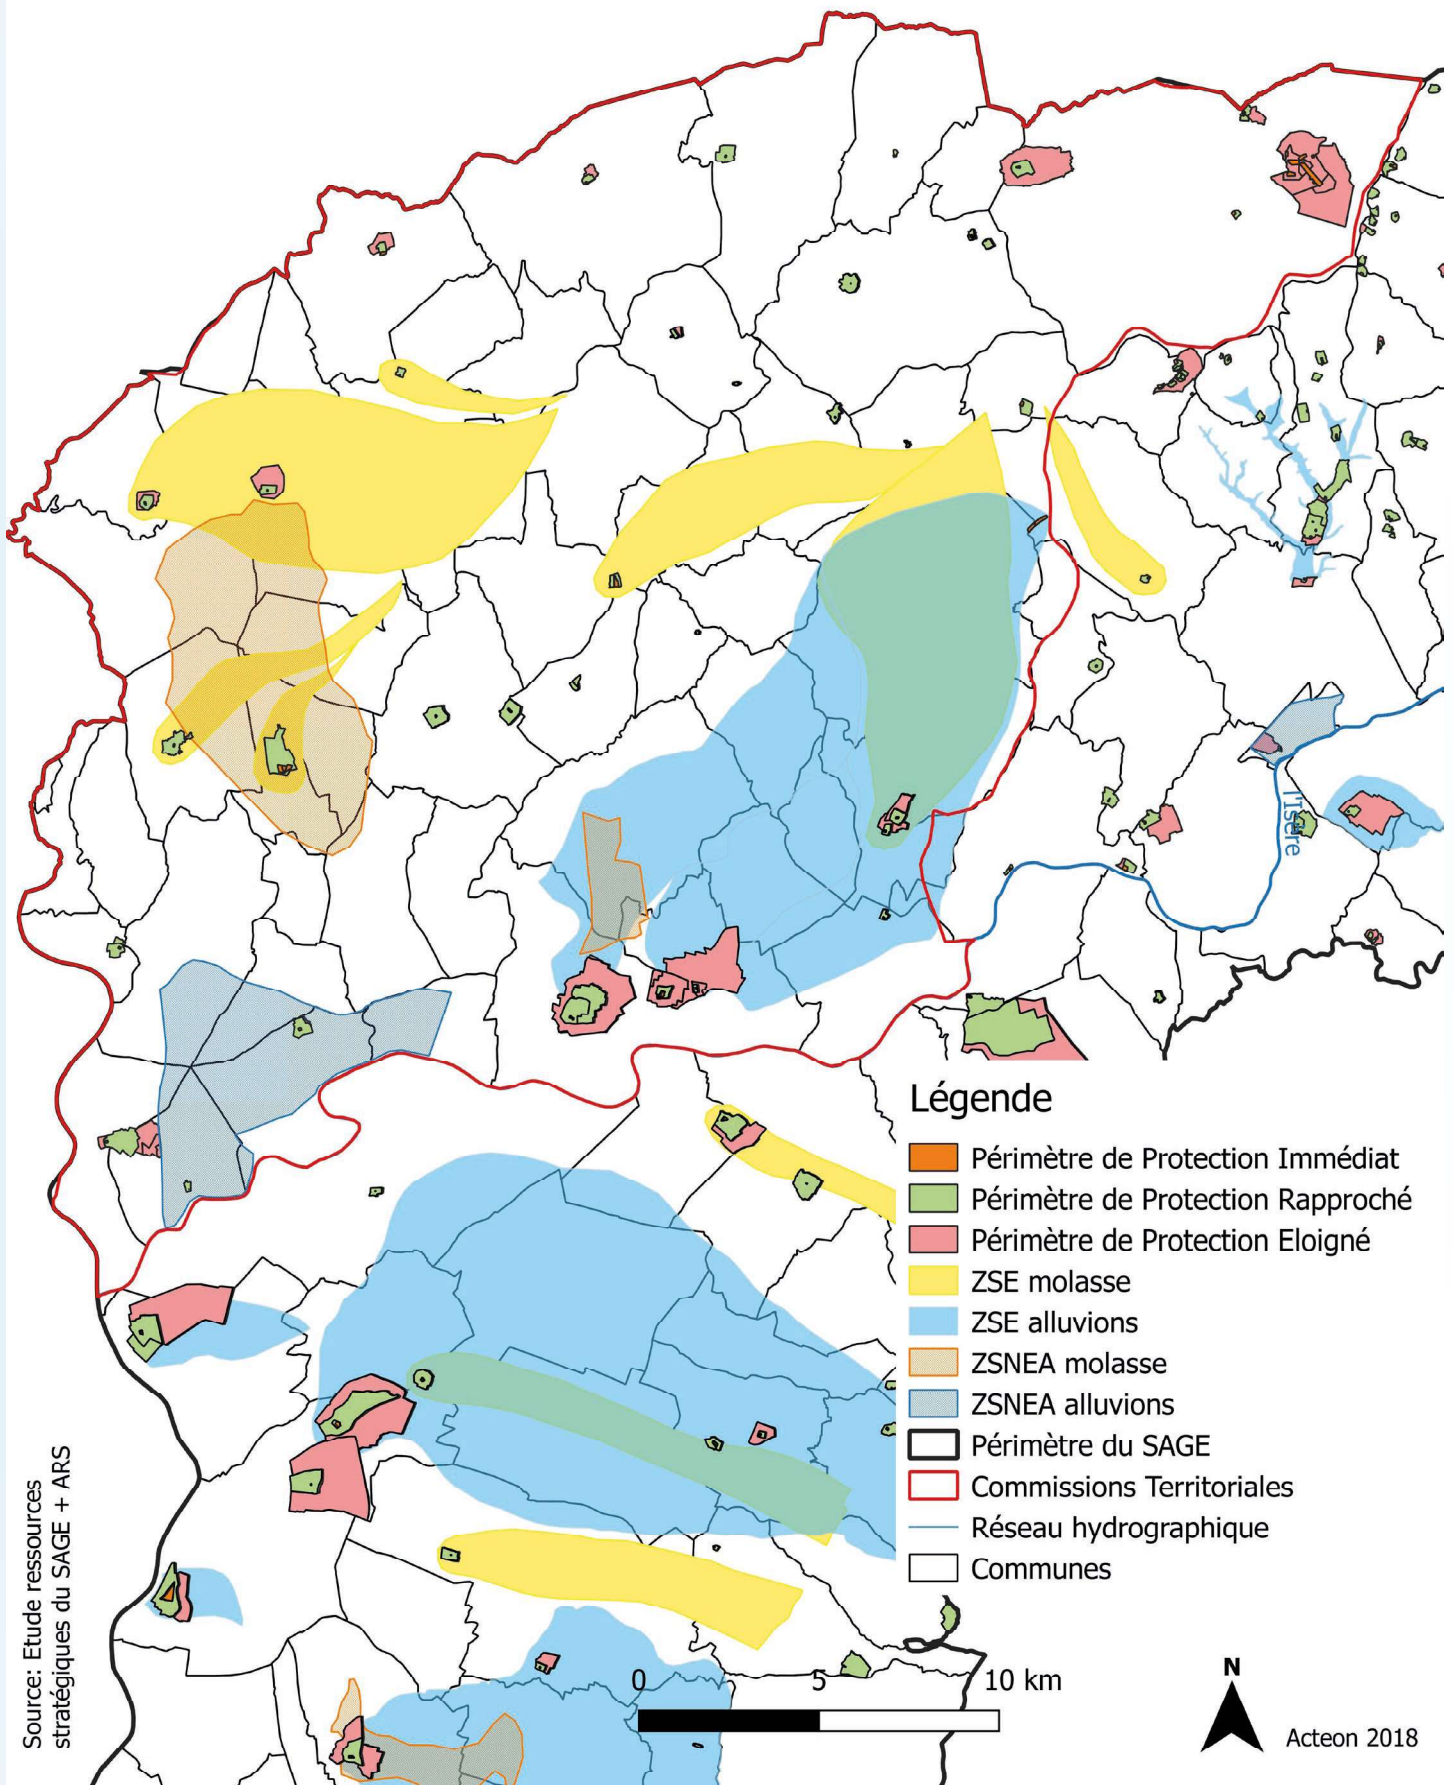 l'Isère
Légende
Périmètre de Protection Immédiat
Périmètre de Protection Rapproché
Périmètre de Protection Eloigné
ZSE molasse
ZSE alluvions
ZSNEA molasse
ZSNEA alluvions
Périmètre du SAGE
Commissions Territoriales
Réseau hydrographique
Communes
Source: Etude ressources
stratégiques du SAGE + ARS
0 5 10 km
N
Acteon 2018